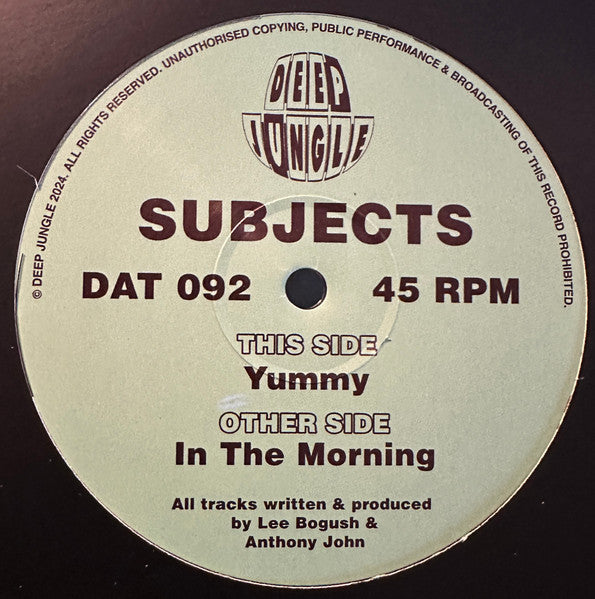 © DEEP JUNGLE 2024. ALL RIGHTS RESERVED. UNAUTHORISED COPYING, PUBLIC PERFORMANCE & BROADCASTING OF THIS RECORD PROHIBITED.
DEEP
JUNGLE
SUBJECTS
DAT 092 45 RPM
THIS SIDE
Yummy
OTHER SIDE
In The Morning
All tracks written & produced
by Lee Bogush &
Anthony John